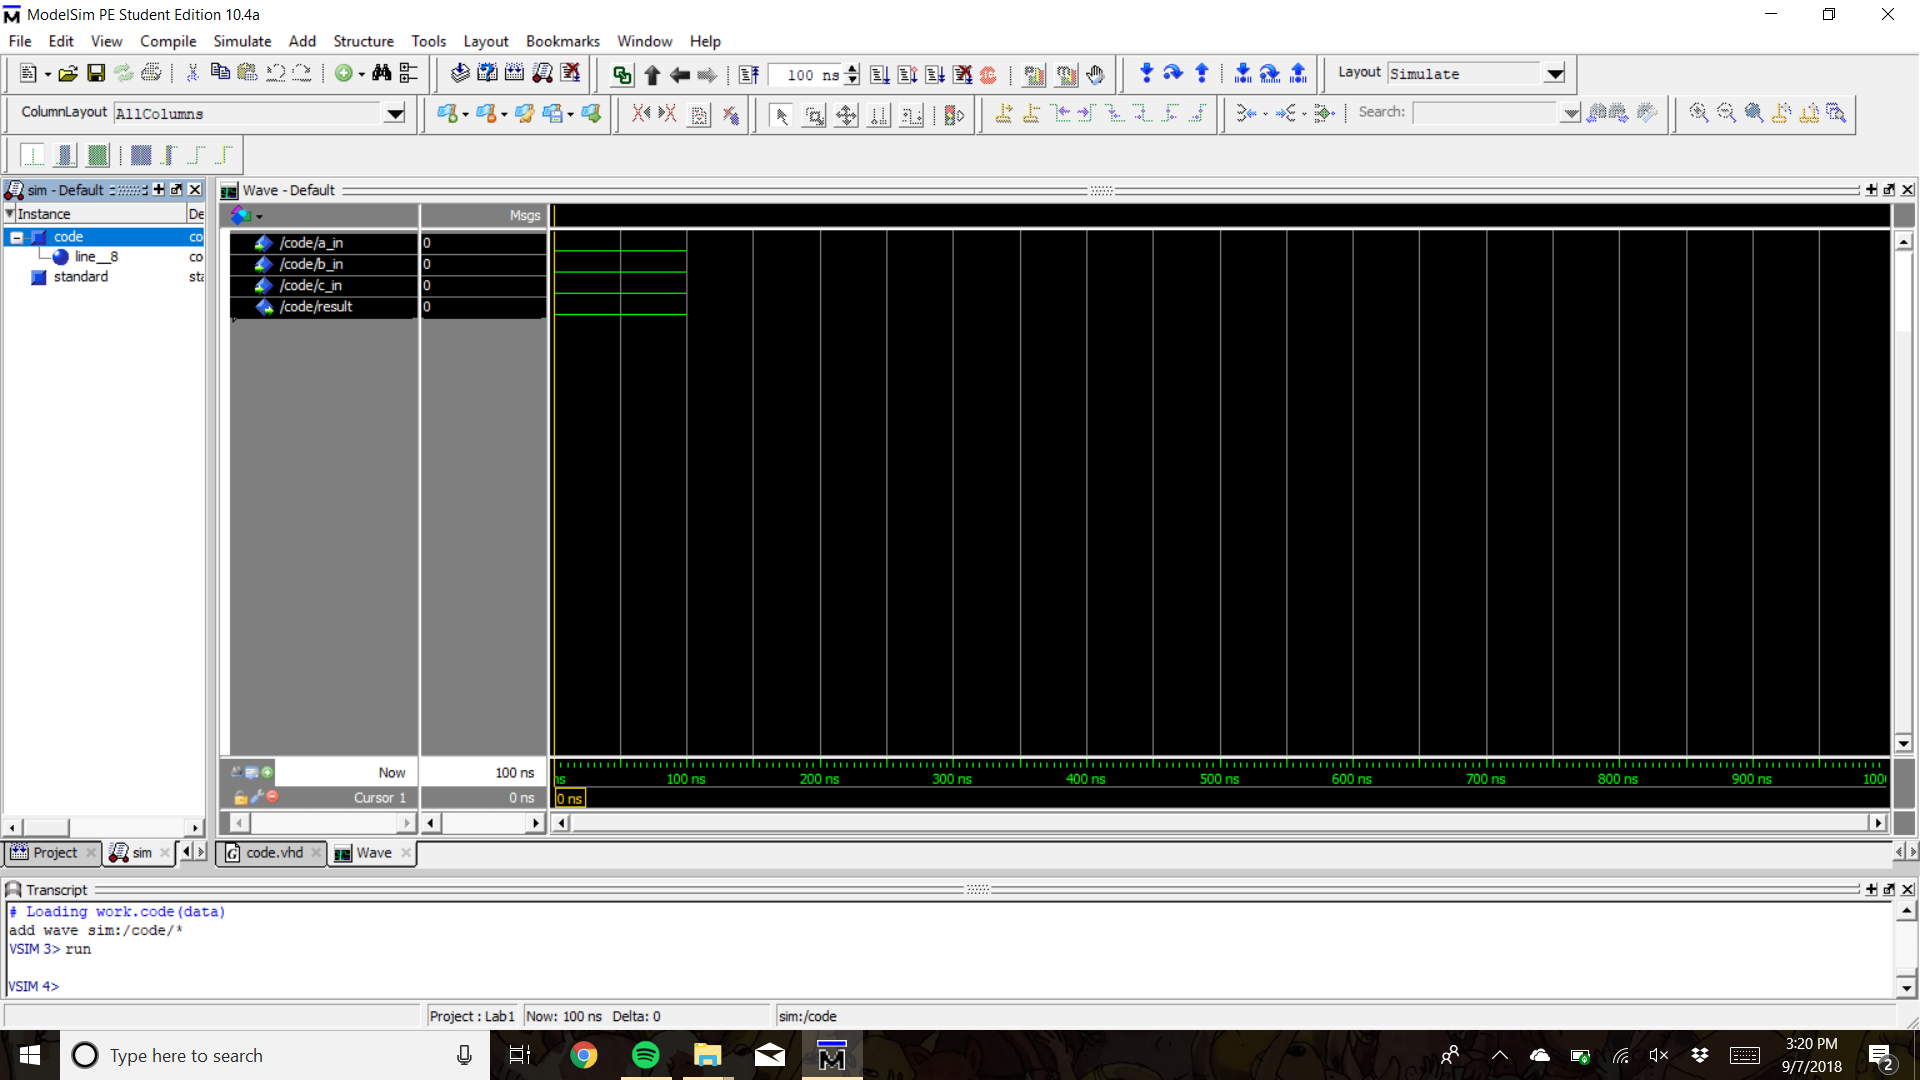 ModelSim PE Student Edition 10.4a
File Edit View Compile Simulate Add Structure Tools Layout Bookmarks Window Help
100 ns
Layout Simulate
ColumnLayout AllColumns
Search:
sim - Default
Wave - Default
Instance De
Msgs
code co
line__8 co
standard sta
/code/a_in 0
/code/b_in 0
/code/c_in 0
/code/result 0
Now 100 ns
ns 100 ns 200 ns 300 ns 400 ns 500 ns 600 ns 700 ns 800 ns 900 ns 1000
Cursor 1 0 ns
0 ns
Project sim code.vhd Wave
Transcript
# Loading work.code(data)
add wave sim:/code/*
VSIM 3> run
VSIM 4>
Project : Lab1 Now: 100 ns Delta: 0 sim:/code
Type here to search
3:20 PM
9/7/2018
2